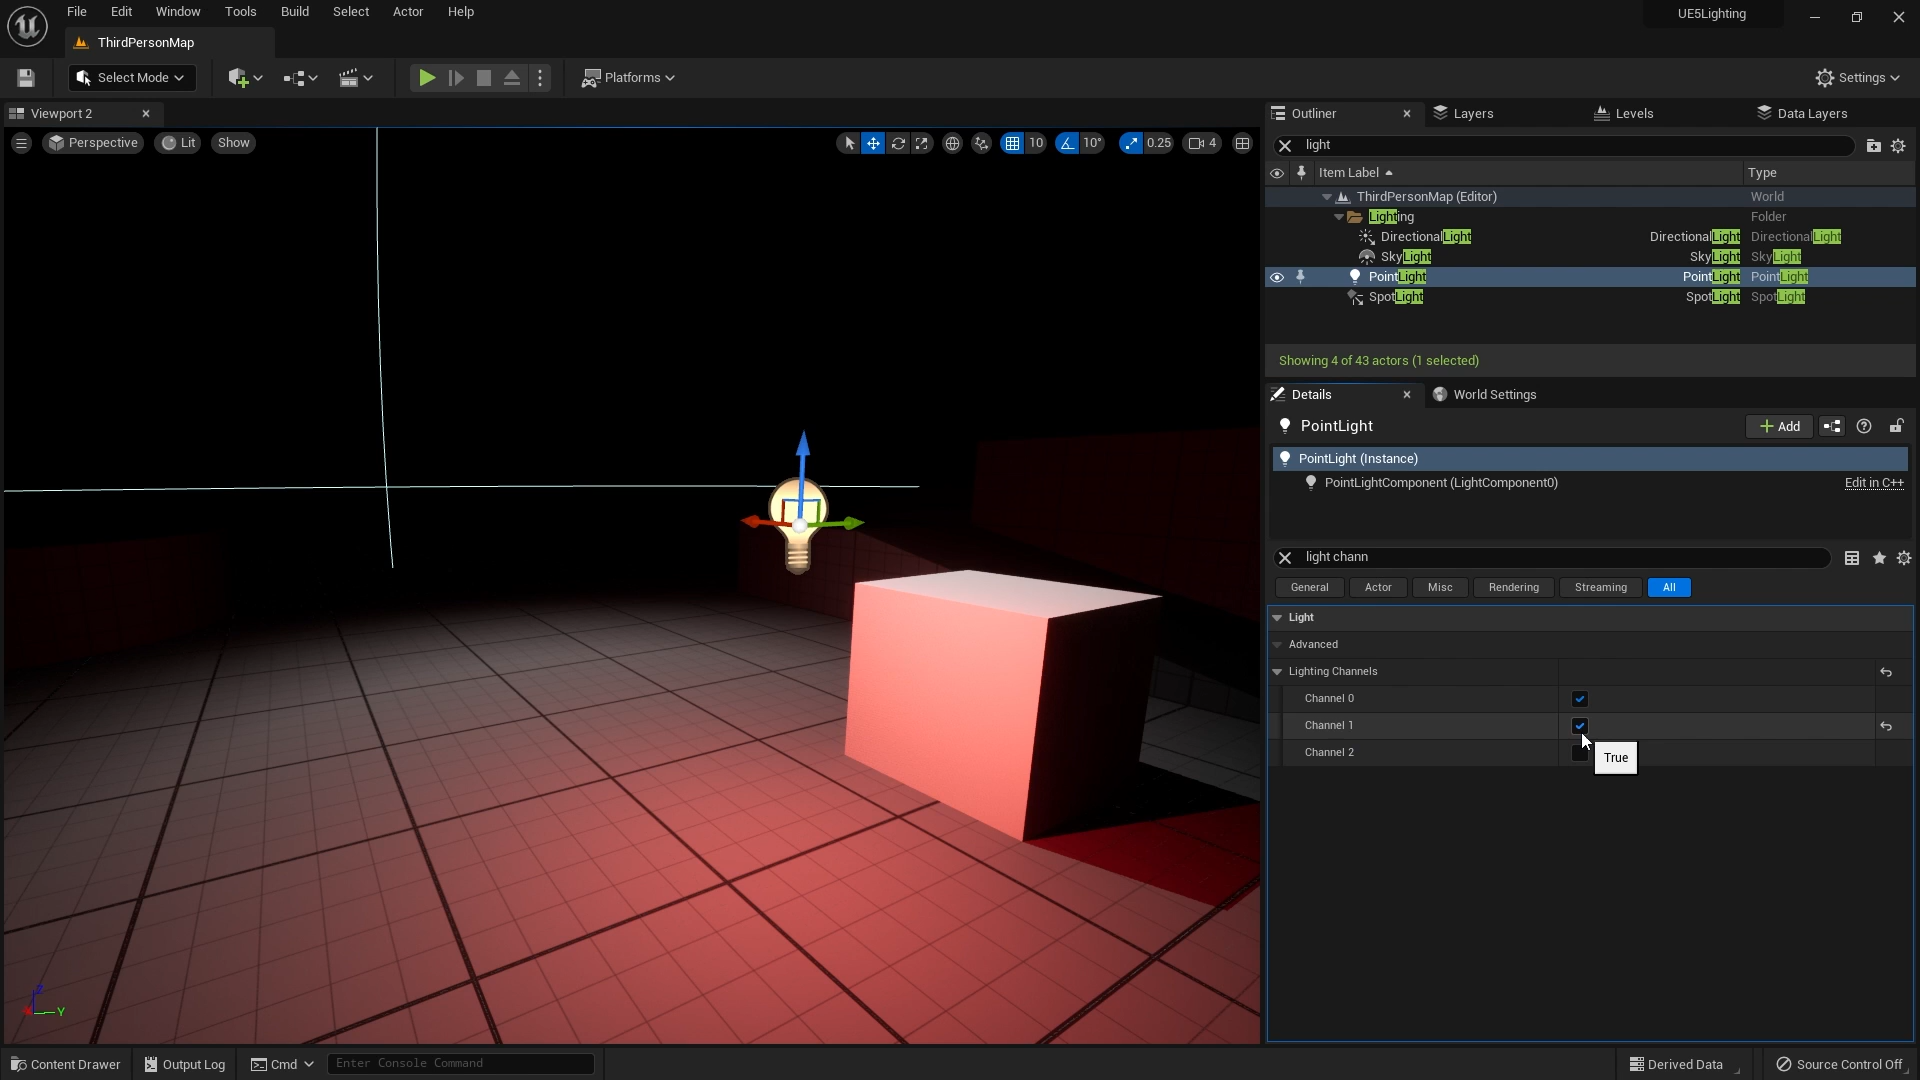 File Edit Window Tools Build Select Actor Help
UE5Lighting
ThirdPersonMap
Select Mode
Platforms
Settings
Viewport 2
Perspective Lit Show
10 10° 0.25 4
Outliner Layers Levels Data Layers
light
Item Label Type
ThirdPersonMap (Editor) World
Lighting Folder
DirectionalLight DirectionalLight DirectionalLight
SkyLight SkyLight SkyLight
PointLight PointLight PointLight
SpotLight SpotLight SpotLight
Showing 4 of 43 actors (1 selected)
Details World Settings
PointLight Add
PointLight (Instance)
PointLightComponent (LightComponent0) Edit in C++
light chann
General Actor Misc Rendering Streaming All
Light
Advanced
Lighting Channels
Channel 0
Channel 1
Channel 2
True
Z
Y
Content Drawer Output Log Cmd Enter Console Command
Derived Data Source Control Off